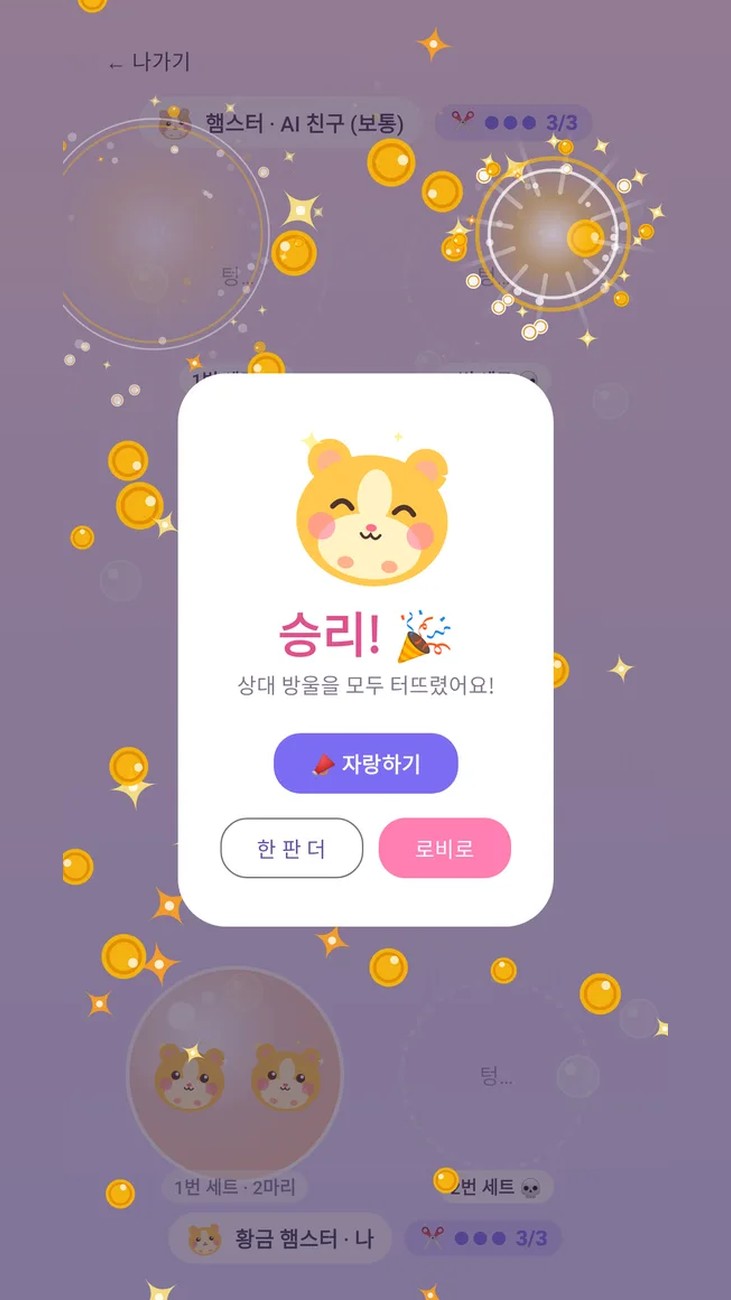 ← 나가기
햄스터 · AI 친구 (보통)
3/3
텅...
텅...
승리! 🎉
상대 방울을 모두 터뜨렸어요!
자랑하기
한 판 더
로비로
텅...
1번 세트 · 2마리
2번 세트
황금 햄스터 · 나
3/3